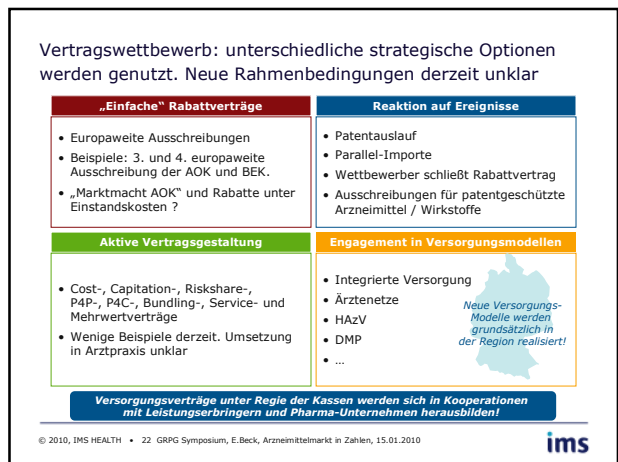 Vertragswettbewerb: unterschiedliche strategische Optionen
werden genutzt. Neue Rahmenbedingungen derzeit unklar
„Einfache“ Rabattverträge
• Europaweite Ausschreibungen
• Beispiele: 3. und 4. europaweite
Ausschreibung der AOK und BEK.
• „Marktmacht AOK“ und Rabatte unter
Einstandskosten ?
Reaktion auf Ereignisse
• Patentauslauf
• Parallel-Importe
• Wettbewerber schließt Rabattvertrag
• Ausschreibungen für patentgeschützte
Arzneimittel / Wirkstoffe
Aktive Vertragsgestaltung
• Cost-, Capitation-, Riskshare-,
P4P-, P4C-, Bundling-, Service- und
Mehrwertverträge
• Wenige Beispiele derzeit. Umsetzung
in Arztpraxis unklar
Engagement in Versorgungsmodellen
• Integrierte Versorgung
• Ärztenetze
• HAzV
• DMP
• …
Neue Versorgungs-
Modelle werden
grundsätzlich in
der Region realisiert!
Versorgungsverträge unter Regie der Kassen werden sich in Kooperationen
mit Leistungserbringern und Pharma-Unternehmen herausbilden!
© 2010, IMS HEALTH • 22 GRPG Symposium, E.Beck, Arzneimittelmarkt in Zahlen, 15.01.2010
ims